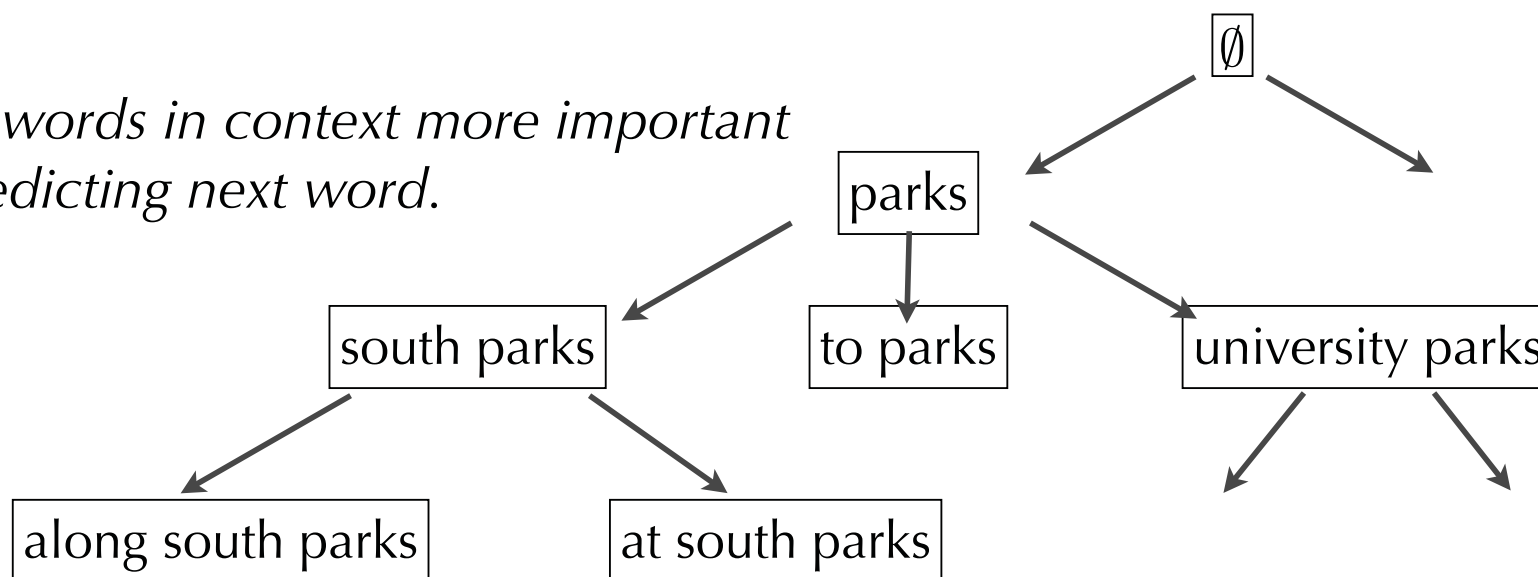 ∅
words in context more important
edicting next word.
parks
south parks
to parks
university parks
along south parks
at south parks